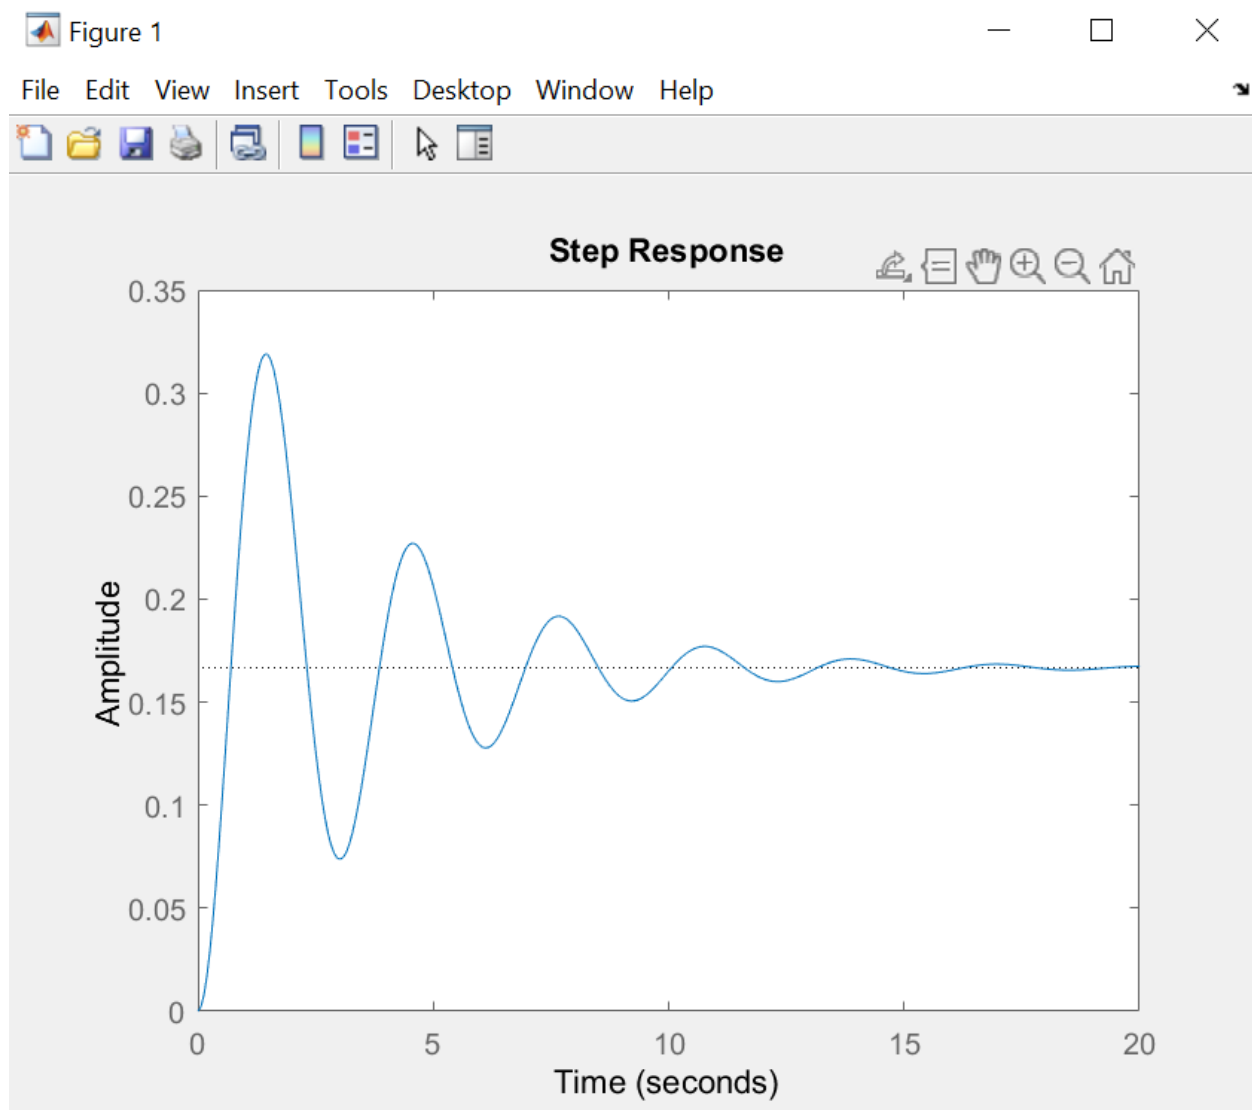 Figure 1
File Edit View Insert Tools Desktop Window Help
Step Response
0.35
0.3
0.25
0.2
0.15
0.1
0.05
0
Amplitude
0 5 10 15 20
Time (seconds)